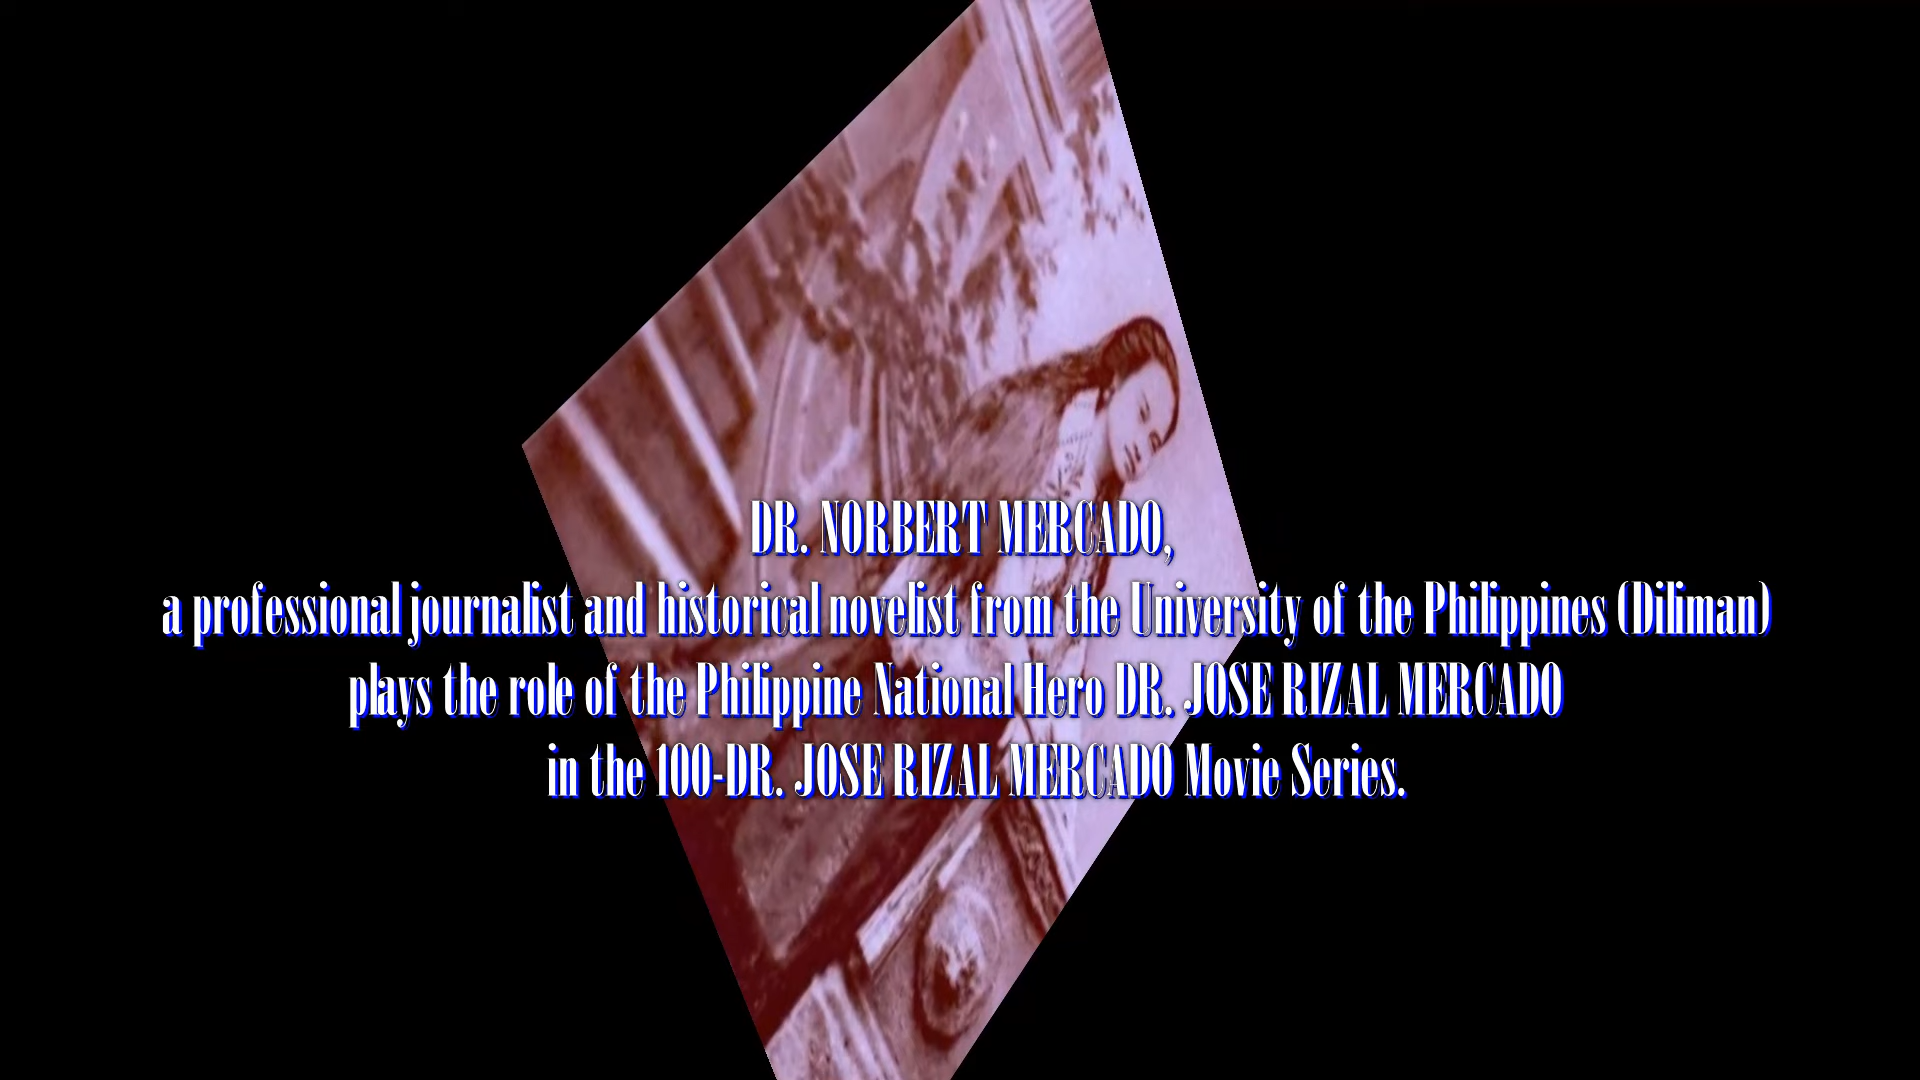 DR. NORBERT MERCADO,
a professional journalist and historical novelist from the University of the Philippines (Diliman)
plays the role of the Philippine National Hero DR. JOSE RIZAL MERCADO
in the 100-DR. JOSE RIZAL MERCADO Movie Series.